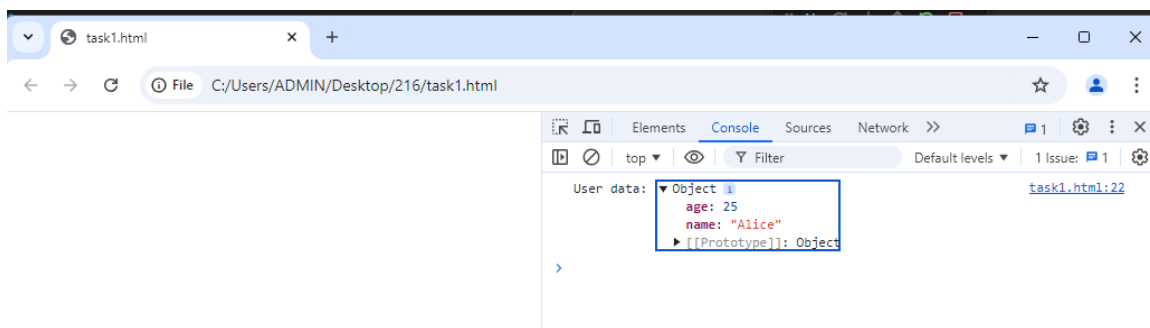 task1.html
File C:/Users/ADMIN/Desktop/216/task1.html
Elements Console Sources Network 1
top Filter Default levels 1 Issue: 1
User data: Object i task1.html:22
age: 25
name: "Alice"
[[Prototype]]: Object